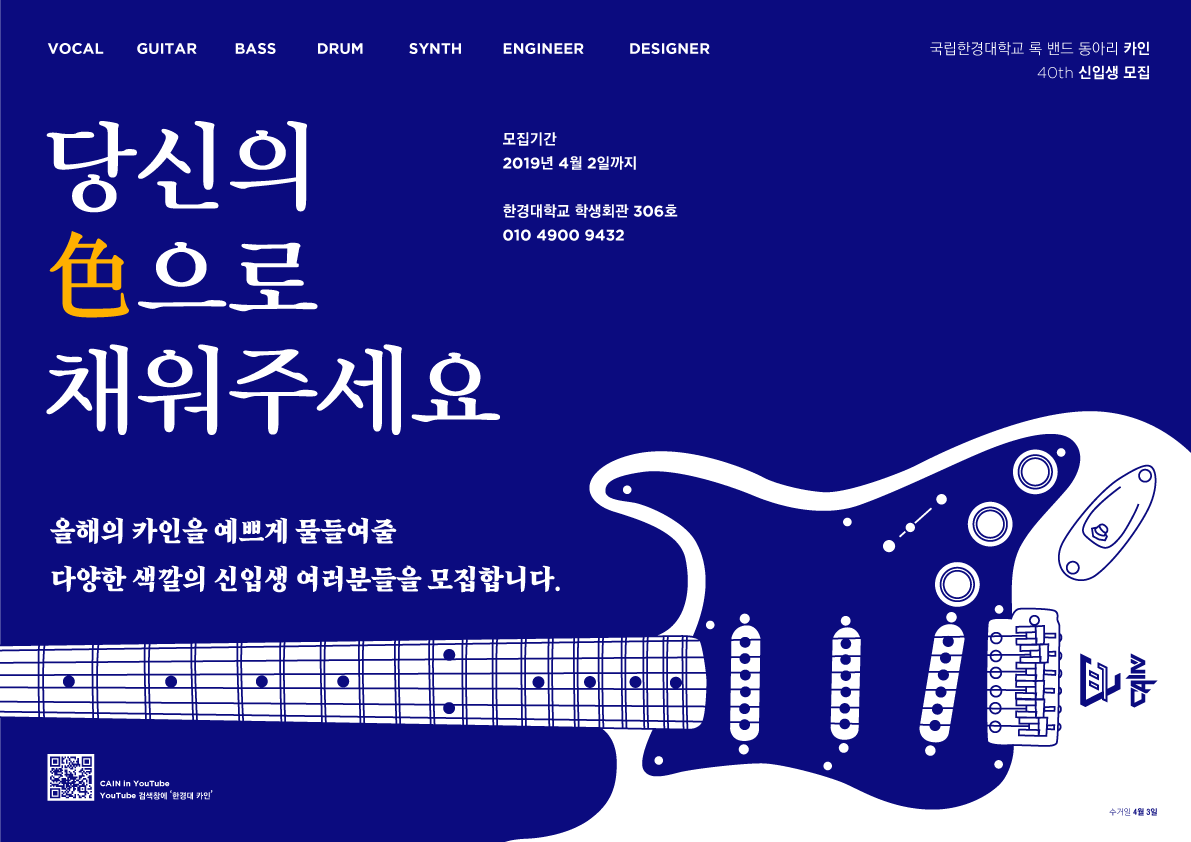 VOCAL GUITAR BASS DRUM SYNTH ENGINEER DESIGNER
국립한경대학교 록 밴드 동아리 카인
40th 신입생 모집
당신의
色으로
채워주세요
모집기간
2019년 4월 2일까지
한경대학교 학생회관 306호
010 4900 9432
올해의 카인을 예쁘게 물들여줄
다양한 색깔의 신입생 여러분들을 모집합니다.
CAIN
CAIN in YouTube
YouTube 검색창에 '한경대 카인'
수거일 4월 3일